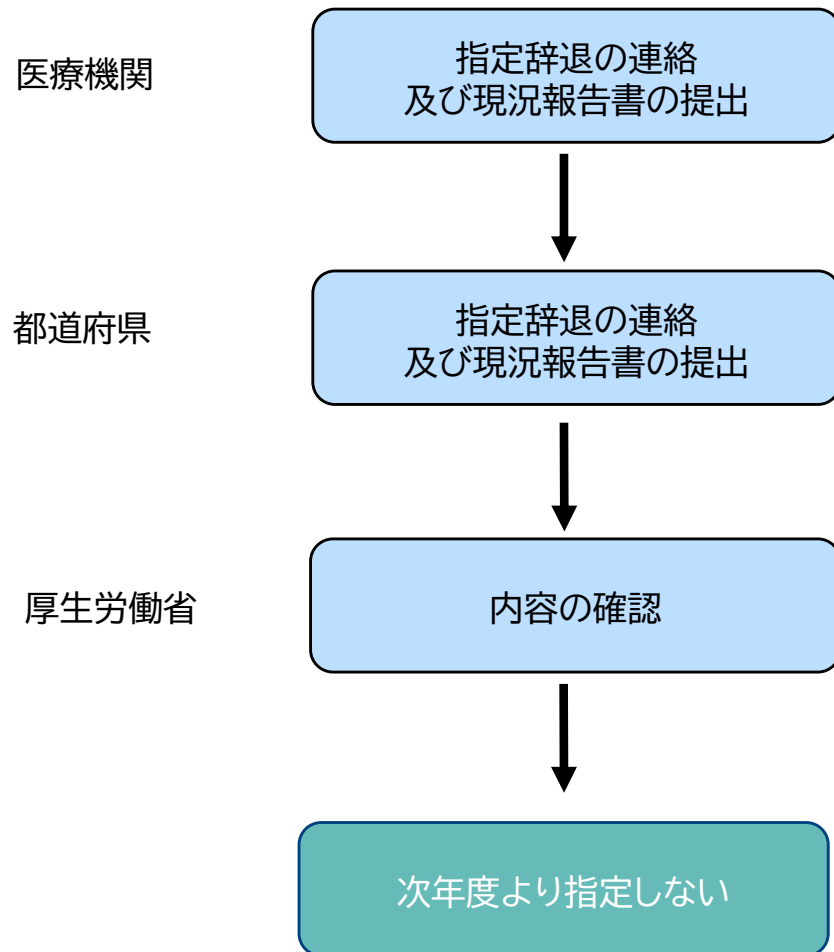 医療機関
指定辞退の連絡
及び現況報告書の提出
都道府県
指定辞退の連絡
及び現況報告書の提出
厚生労働省
内容の確認
次年度より指定しない